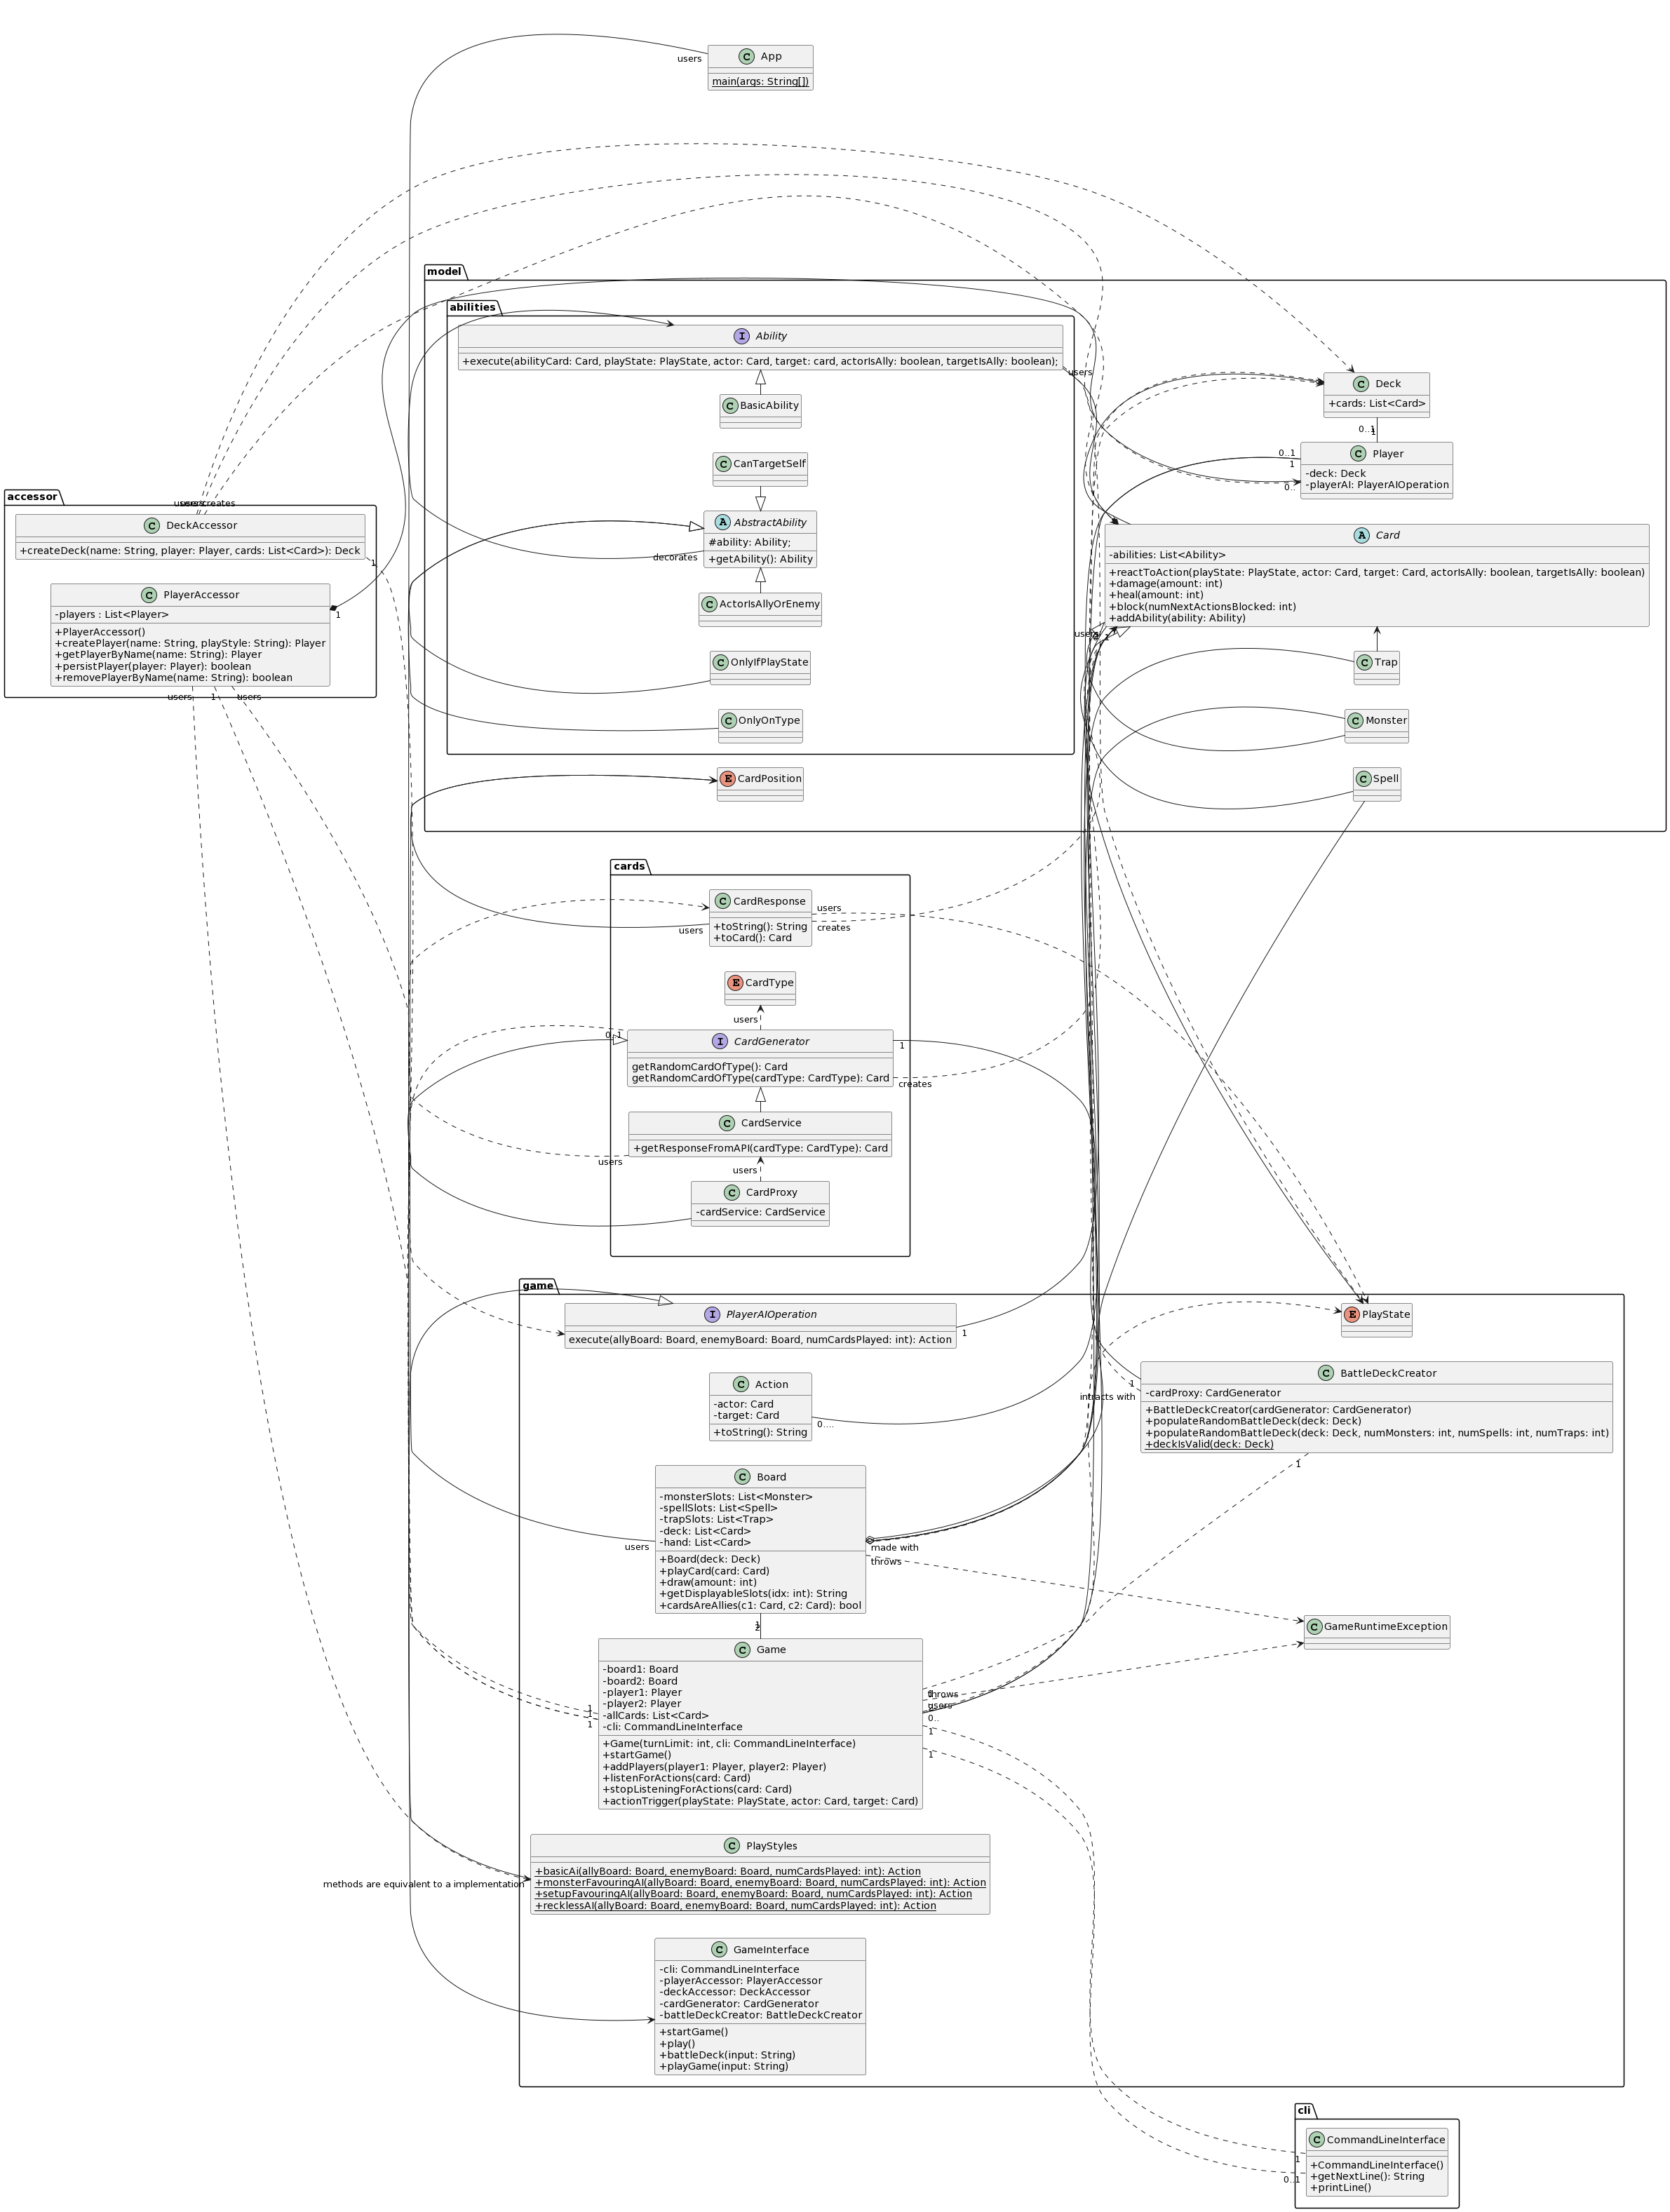 App
users
main(args: String[])
model
abilities
Ability
+execute(abilityCard: Card, playState: PlayState, actor: Card, target: card, actorIsAlly: boolean, targetIsAlly: boolean);
users
BasicAbility
CanTargetSelf
AbstractAbility
#ability: Ability;
+getAbility(): Ability
decorates
ActorIsAllyOrEnemy
OnlyIfPlayState
OnlyOnType
CardPosition
Deck
+cards: List<Card>
0..1
1
Player
0..1
1
-deck: Deck
-playerAI: PlayerAIOperation
0..
Card
-abilities: List<Ability>
+reactToAction(playState: PlayState, actor: Card, target: Card, actorIsAlly: boolean, targetIsAlly: boolean)
+damage(amount: int)
+heal(amount: int)
+block(numNextActionsBlocked: int)
+addAbility(ability: Ability)
users
1
Trap
Monster
Spell
accessor
users
creates
DeckAccessor
+createDeck(name: String, player: Player, cards: List<Card>): Deck
1
PlayerAccessor
-players : List<Player>
1
+PlayerAccessor()
+createPlayer(name: String, playStyle: String): Player
+getPlayerByName(name: String): Player
+persistPlayer(player: Player): boolean
+removePlayerByName(name: String): boolean
users
1
users
cards
CardResponse
users
+toString(): String
+toCard(): Card
users
creates
CardType
users
0..1
CardGenerator
1
getRandomCardOfType(): Card
getRandomCardOfType(cardType: CardType): Card
creates
CardService
+getResponseFromAPI(cardType: CardType): Card
users
users
CardProxy
-cardService: CardService
game
PlayerAIOperation
execute(allyBoard: Board, enemyBoard: Board, numCardsPlayed: int): Action
1
PlayState
Action
-actor: Card
-target: Card
+toString(): String
0....
BattleDeckCreator
1
intracts with
-cardProxy: CardGenerator
+BattleDeckCreator(cardGenerator: CardGenerator)
+populateRandomBattleDeck(deck: Deck)
+populateRandomBattleDeck(deck: Deck, numMonsters: int, numSpells: int, numTraps: int)
+deckIsValid(deck: Deck)
1
Board
-monsterSlots: List<Monster>
-spellSlots: List<Spell>
-trapSlots: List<Trap>
-deck: List<Card>
-hand: List<Card>
users
made with
throws
+Board(deck: Deck)
+playCard(card: Card)
+draw(amount: int)
+getDisplayableSlots(idx: int): String
+cardsAreAllies(c1: Card, c2: Card): bool
1
2
GameRuntimeException
Game
-board1: Board
-board2: Board
-player1: Player
-player2: Player
-allCards: List<Card>
-cli: CommandLineInterface
1
1
1
throws
users
0..
1
1
+Game(turnLimit: int, cli: CommandLineInterface)
+startGame()
+addPlayers(player1: Player, player2: Player)
+listenForActions(card: Card)
+stopListeningForActions(card: Card)
+actionTrigger(playState: PlayState, actor: Card, target: Card)
PlayStyles
methods are equivalent to a implementation
+basicAi(allyBoard: Board, enemyBoard: Board, numCardsPlayed: int): Action
+monsterFavouringAI(allyBoard: Board, enemyBoard: Board, numCardsPlayed: int): Action
+setupFavouringAI(allyBoard: Board, enemyBoard: Board, numCardsPlayed: int): Action
+recklessAI(allyBoard: Board, enemyBoard: Board, numCardsPlayed: int): Action
GameInterface
-cli: CommandLineInterface
-playerAccessor: PlayerAccessor
-deckAccessor: DeckAccessor
-cardGenerator: CardGenerator
-battleDeckCreator: BattleDeckCreator
+startGame()
+play()
+battleDeck(input: String)
+playGame(input: String)
cli
CommandLineInterface
1
0..1
+CommandLineInterface()
+getNextLine(): String
+printLine()